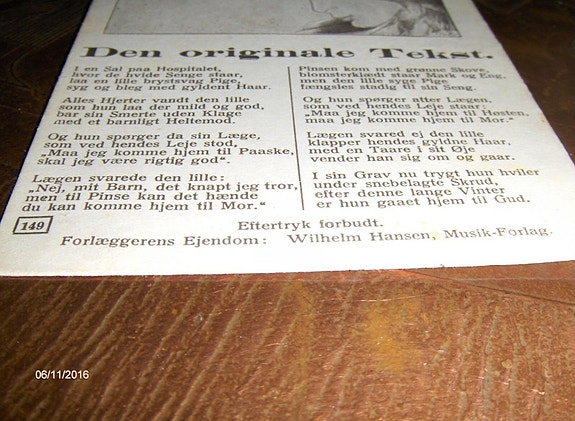 Den originale Tekst.
I en Sal paa Hospitalet,
hvor de hvide Senge staar,
laa en lille brystsvag Pige,
syg og bleg med gyldent Haar.
Alles Hjerter vandt den lille
som hun laa der mild og god,
bar sin Smerte uden Klage
med et barnligt Heltemod.
Og hun spørger da sin Læge,
som ved hendes Leje stod,
„Maa jeg komme hjem til Paaske,
skal jeg være rigtig god“.
Lægen svarede den lille:
„Nej, mit Barn, det knapt jeg tror,
men til Pinse kan det hænde
du kan komme hjem til Mor.“
Pinsen kom med grønne Skove,
blomsterklædt staar Mark og Eng,
men den lille syge Pige
fængsles stadig til sin Seng.
Og hun spørger atter Lægen,
som ved hendes Leje staar:
„Maa jeg komme hjem til Høsten,
maa jeg komme hjem til Mor.“
Lægen svared ej den lille
klapper hendes gyldne Haar,
med en Taare i sit Øje
vender han sig om og gaar.
I sin Grav nu trygt hun hviler
under snebelagte Skrud,
efter denne lange Vinter
er hun gaaet hjem til Gud.
149
Eftertryk forbudt.
Forlæggerens Ejendom: Wilhelm Hansen, Musik-Forlag.
06/11/2016